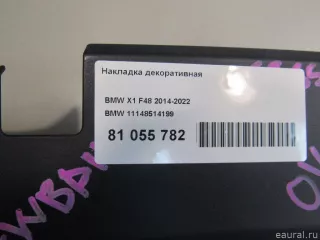 Накладка декоративная
BMW X1 F48 2014-2022
BMW 11148514199
81 055 782
eaural.ru